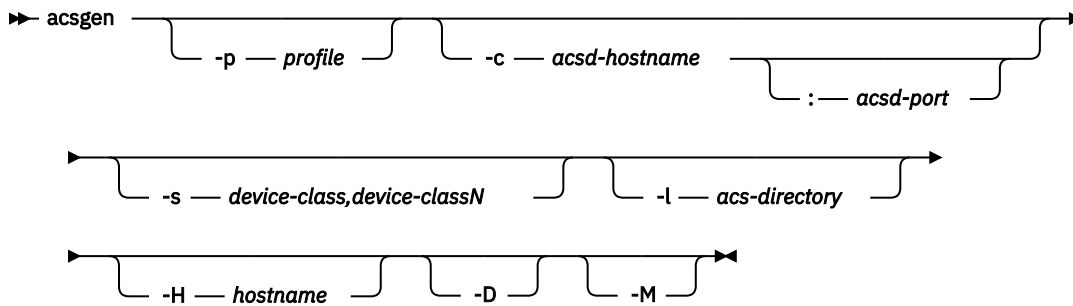 acsgen
-p profile
-c acsd-hostname
: acsd-port
-s device-class,device-classN
-l acs-directory
-H hostname
-D
-M